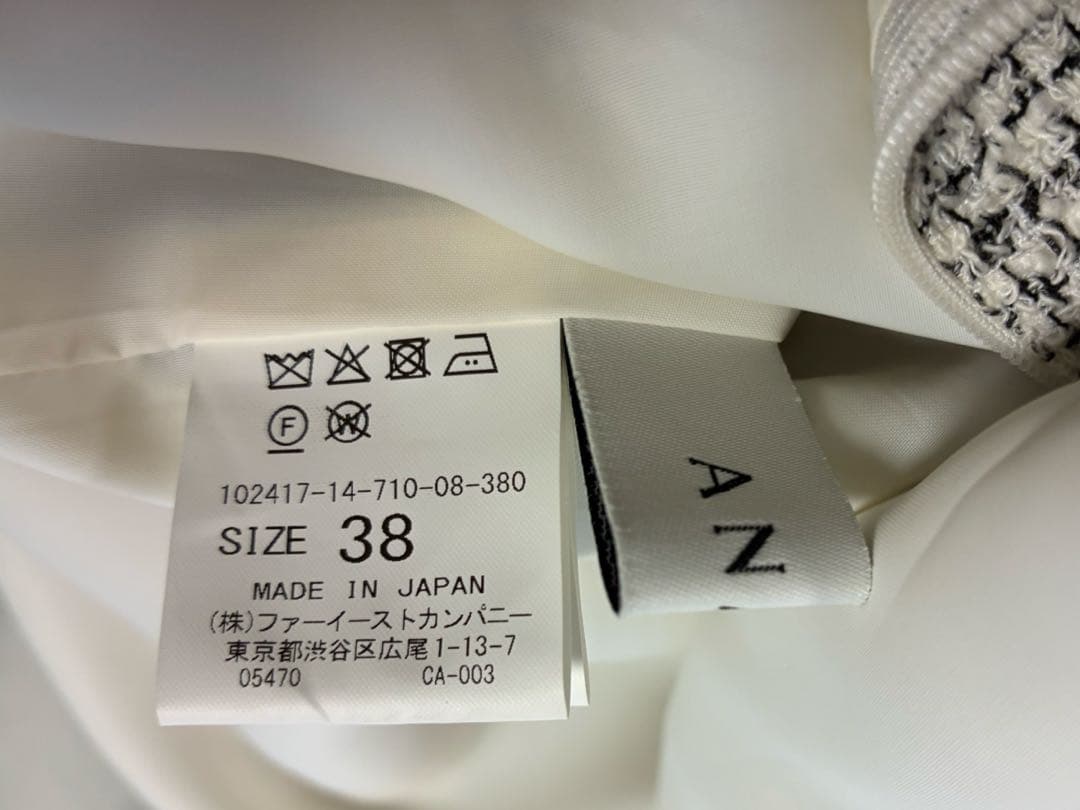 F W
102417-14-710-08-380
SIZE 38
MADE IN JAPAN
(株)ファーイーストカンパニー
東京都渋谷区広尾1-13-7
05470 CA-003
AN